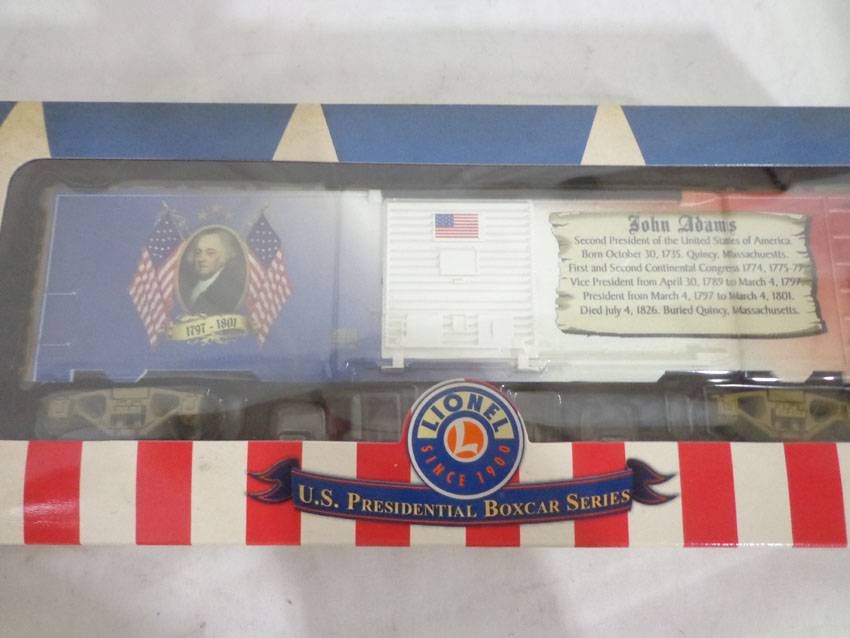 1797 - 1801
John Adams
Second President of the United States of America.
Born October 30, 1735. Quincy, Massachusetts.
First and Second Continental Congress 1774, 1775-77
Vice President from April 30, 1789 to March 4, 1797
President from March 4, 1797 to March 4, 1801.
Died July 4, 1826. Buried Quincy, Massachusetts.
LIONEL
L
SINCE 1900
U.S. PRESIDENTIAL BOXCAR SERIES